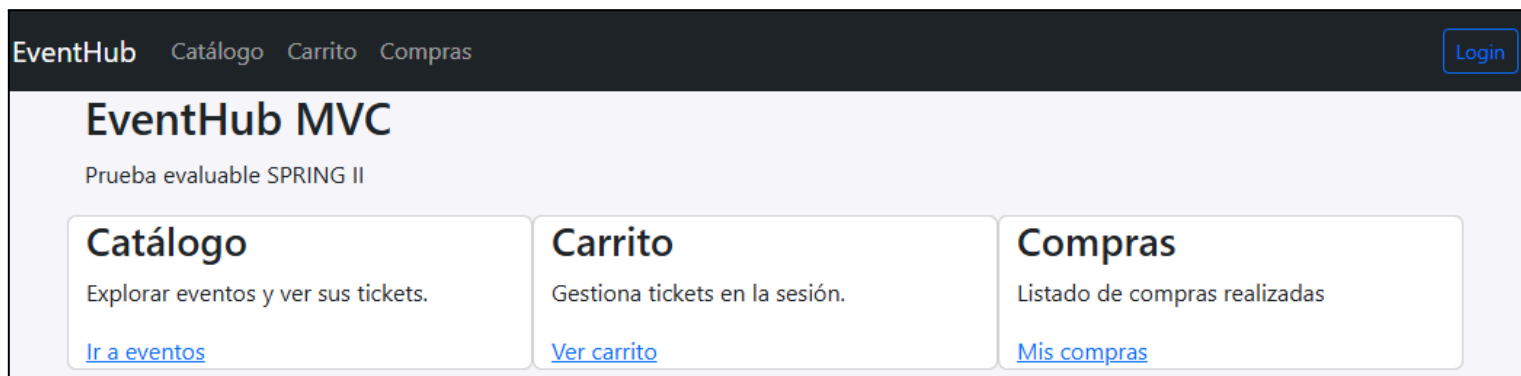 EventHub Catálogo Carrito Compras Login
EventHub MVC
Prueba evaluable SPRING II
Catálogo
Explorar eventos y ver sus tickets.
Ir a eventos
Carrito
Gestiona tickets en la sesión.
Ver carrito
Compras
Listado de compras realizadas
Mis compras